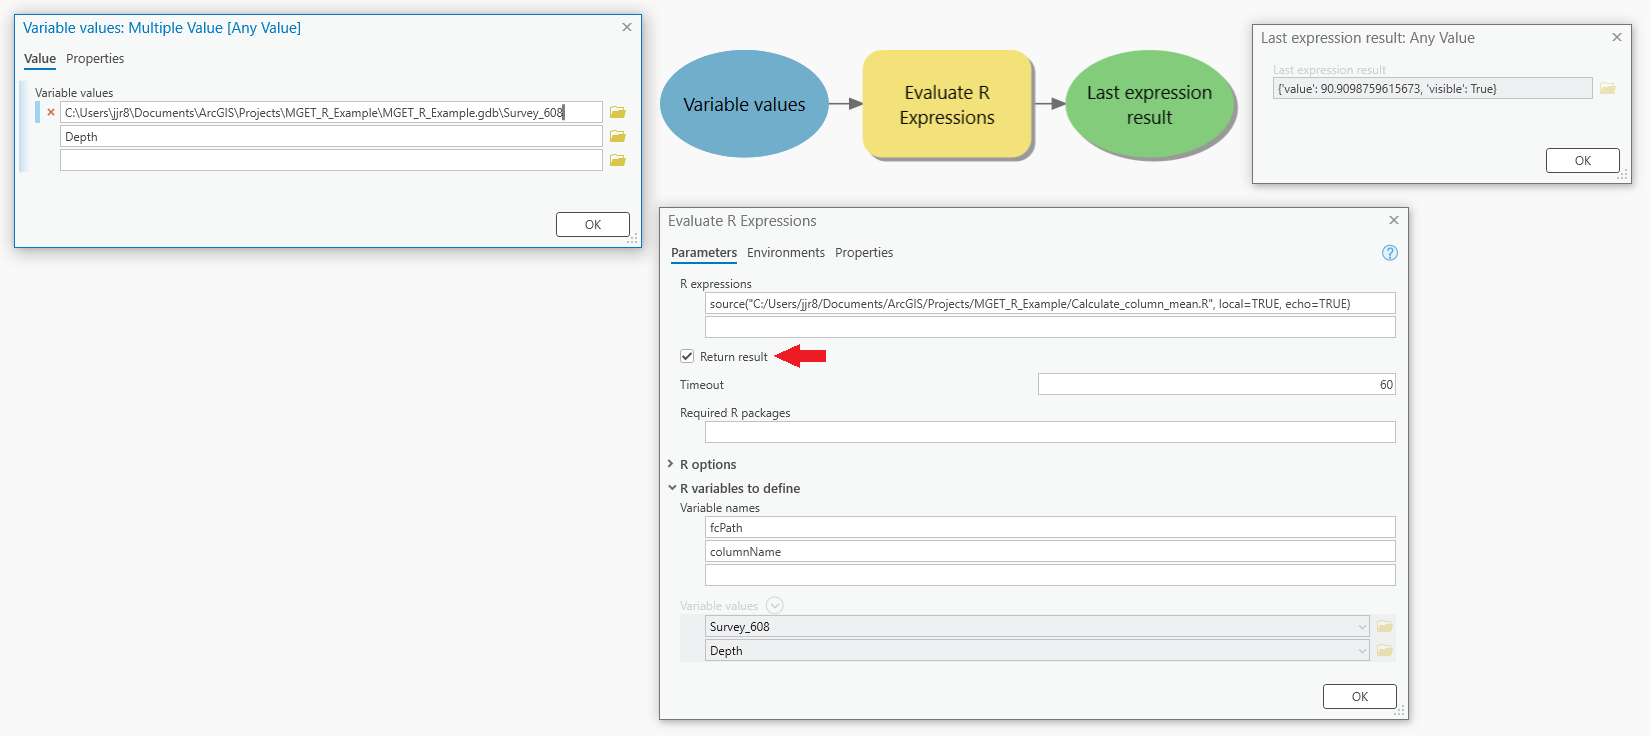 Variable values: Multiple Value [Any Value]
Value Properties
Variable values
C:\Users\jjr8\Documents\ArcGIS\Projects\MGET_R_Example\MGET_R_Example.gdb\Survey_608
Depth
OK
Variable values
Evaluate R
Expressions
Last expression
result
Last expression result: Any Value
Last expression result
{'value': 90.9098759615673, 'visible': True}
OK
Evaluate R Expressions
Parameters Environments Properties
R expressions
source("C:/Users/jjr8/Documents/ArcGIS/Projects/MGET_R_Example/Calculate_column_mean.R", local=TRUE, echo=TRUE)
Return result
Timeout 60
Required R packages
R options
R variables to define
Variable names
fcPath
columnName
Variable values
Survey_608
Depth
OK